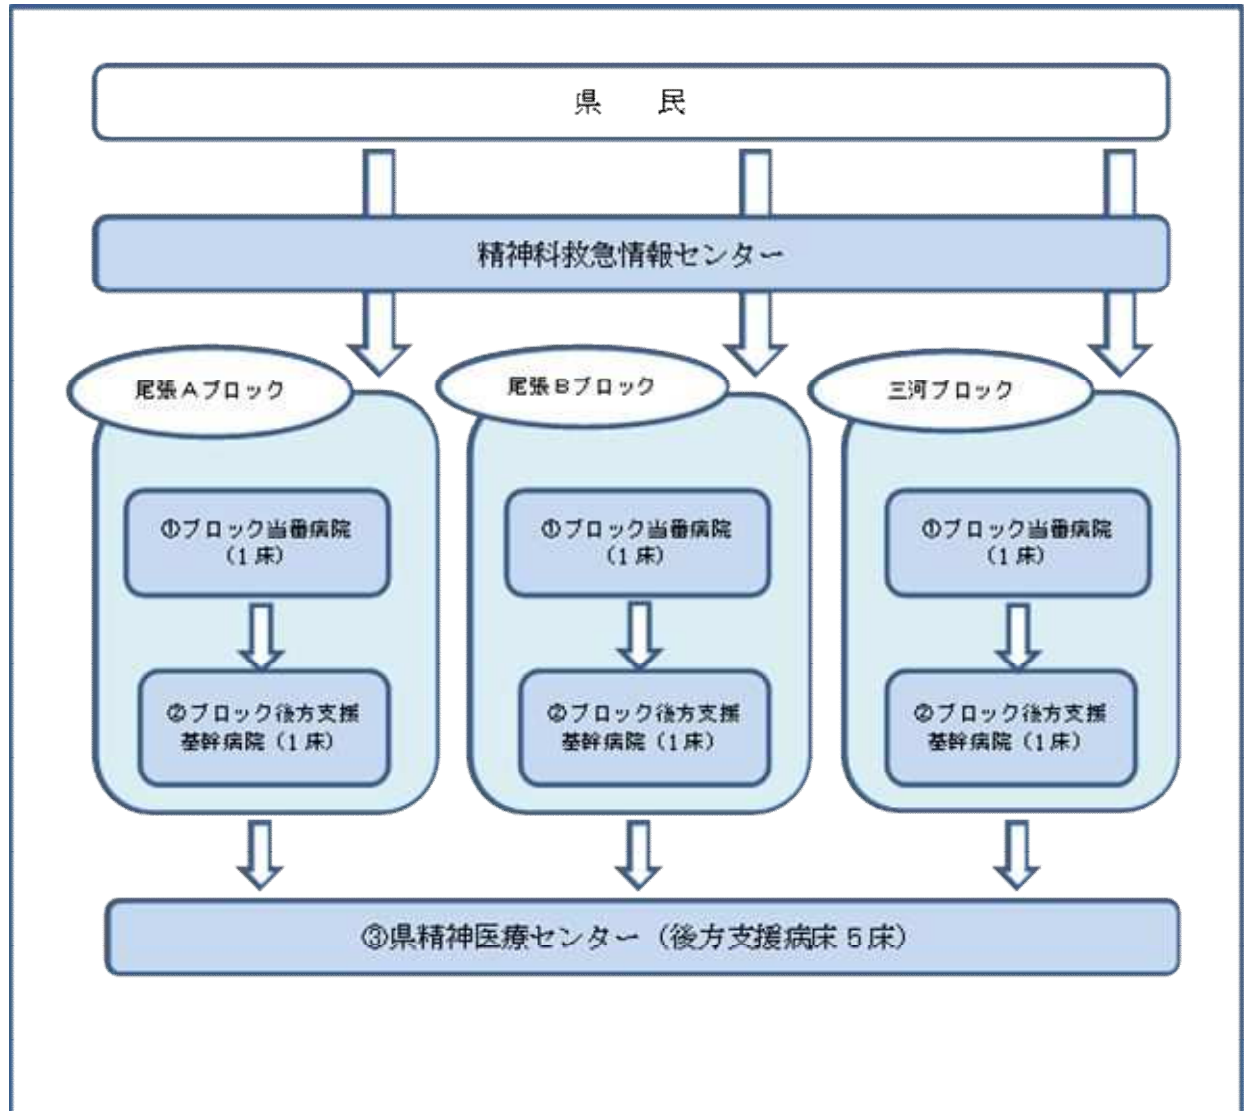 県　　民
精神科救急情報センター
尾張Aブロック
尾張Bブロック
三河ブロック
①ブロック当番病院
（1床）
①ブロック当番病院
（1床）
①ブロック当番病院
（1床）
②ブロック後方支援
基幹病院（1床）
②ブロック後方支援
基幹病院（1床）
②ブロック後方支援
基幹病院（1床）
③県精神医療センター（後方支援病床５床）